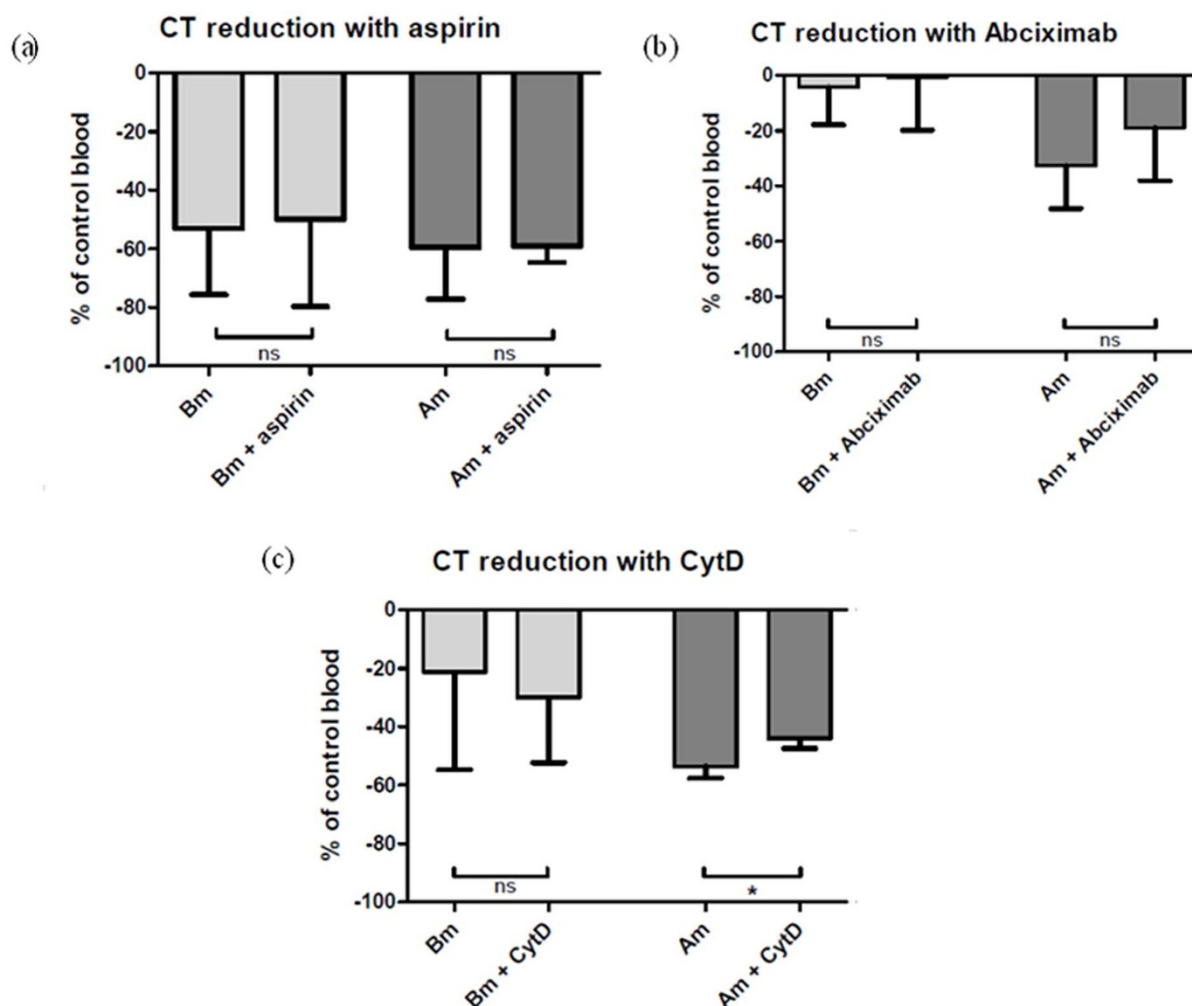 (a)
CT reduction with aspirin
% of control blood
0
-20
-40
-60
-80
-100
ns
ns
Bm
Bm + aspirin
Am
Am + aspirin
(b)
CT reduction with Abciximab
% of control blood
0
-20
-40
-60
-80
-100
ns
ns
Bm
Bm + Abciximab
Am
Am + Abciximab
(c)
CT reduction with CytD
% of control blood
0
-20
-40
-60
-80
-100
ns
*
Bm
Bm + CytD
Am
Am + CytD